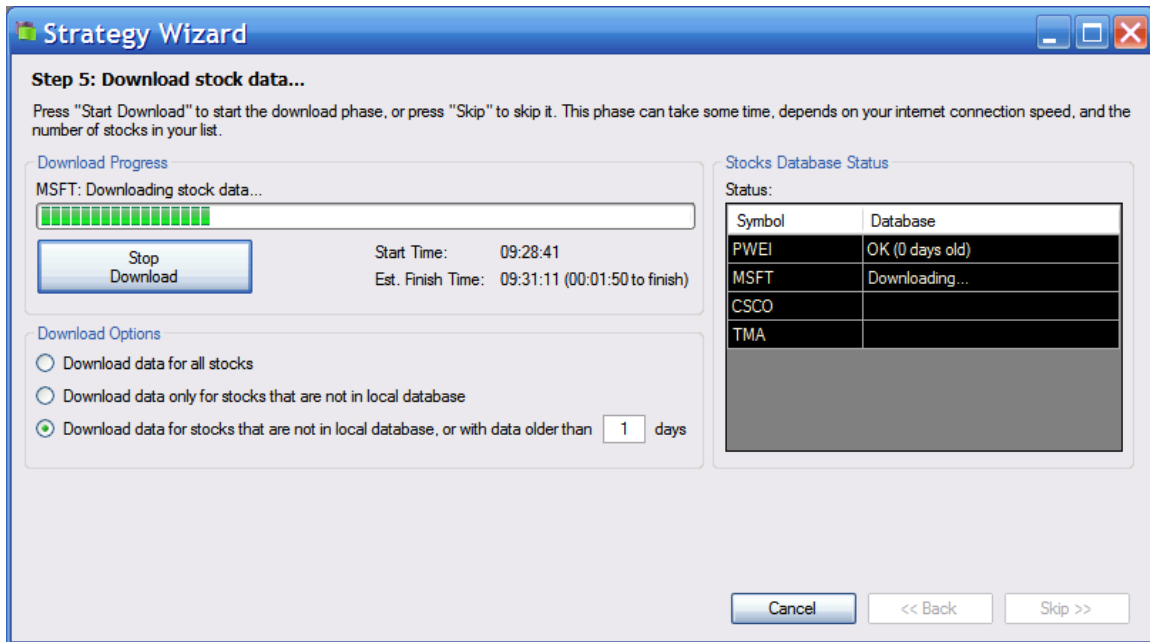 Strategy Wizard
Step 5: Download stock data...
Press "Start Download" to start the download phase, or press "Skip" to skip it. This phase can take some time, depends on your internet connection speed, and the
number of stocks in your list.
Download Progress
MSFT: Downloading stock data...
Stop
Download
Start Time: 09:28:41
Est. Finish Time: 09:31:11 (00:01:50 to finish)
Download Options
Download data for all stocks
Download data only for stocks that are not in local database
Download data for stocks that are not in local database, or with data older than 1 days
Stocks Database Status
Status:
Symbol Database
PWEI OK (0 days old)
MSFT Downloading...
CSCO
TMA
Cancel << Back Skip >>